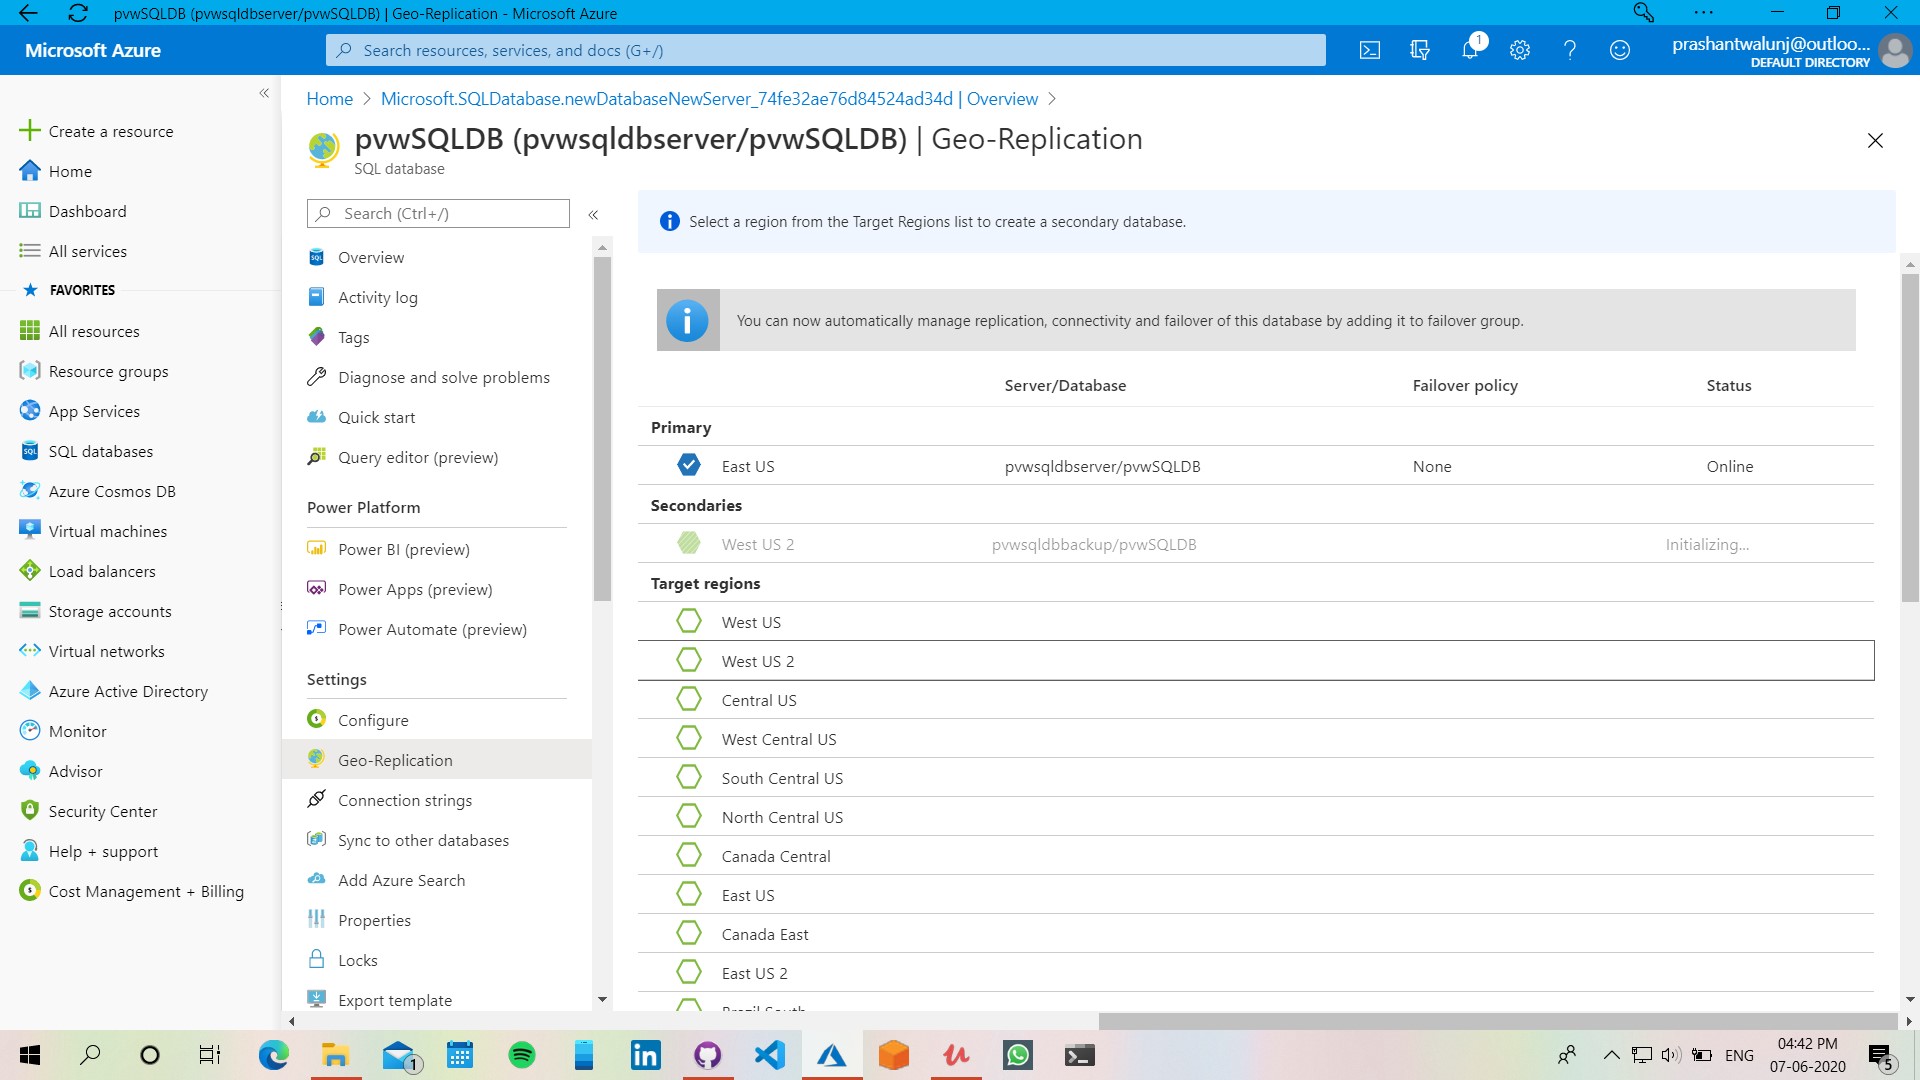 pvwSQLDB (pvwsqldbserver/pvwSQLDB) | Geo-Replication - Microsoft Azure
Microsoft Azure
Search resources, services, and docs (G+/)
1
prashantwalunj@outloo...
DEFAULT DIRECTORY
Home > Microsoft.SQLDatabase.newDatabaseNewServer_74fe32ae76d84524ad34d | Overview >
pvwSQLDB (pvwsqldbserver/pvwSQLDB) | Geo-Replication
SQL database
Create a resource
Home
Dashboard
All services
FAVORITES
All resources
Resource groups
App Services
SQL databases
Azure Cosmos DB
Virtual machines
Load balancers
Storage accounts
Virtual networks
Azure Active Directory
Monitor
Advisor
Security Center
Help + support
Cost Management + Billing
Search (Ctrl+/)
Overview
Activity log
Tags
Diagnose and solve problems
Quick start
Query editor (preview)
Power Platform
Power BI (preview)
Power Apps (preview)
Power Automate (preview)
Settings
Configure
Geo-Replication
Connection strings
Sync to other databases
Add Azure Search
Properties
Locks
Export template
Select a region from the Target Regions list to create a secondary database.
You can now automatically manage replication, connectivity and failover of this database by adding it to failover group.
Server/Database Failover policy Status
Primary
East US pvwsqldbserver/pvwSQLDB None Online
Secondaries
West US 2 pvwsqldbbackup/pvwSQLDB Initializing...
Target regions
West US
West US 2
Central US
West Central US
South Central US
North Central US
Canada Central
East US
Canada East
East US 2
Brazil South
1
ENG
04:42 PM
07-06-2020
5